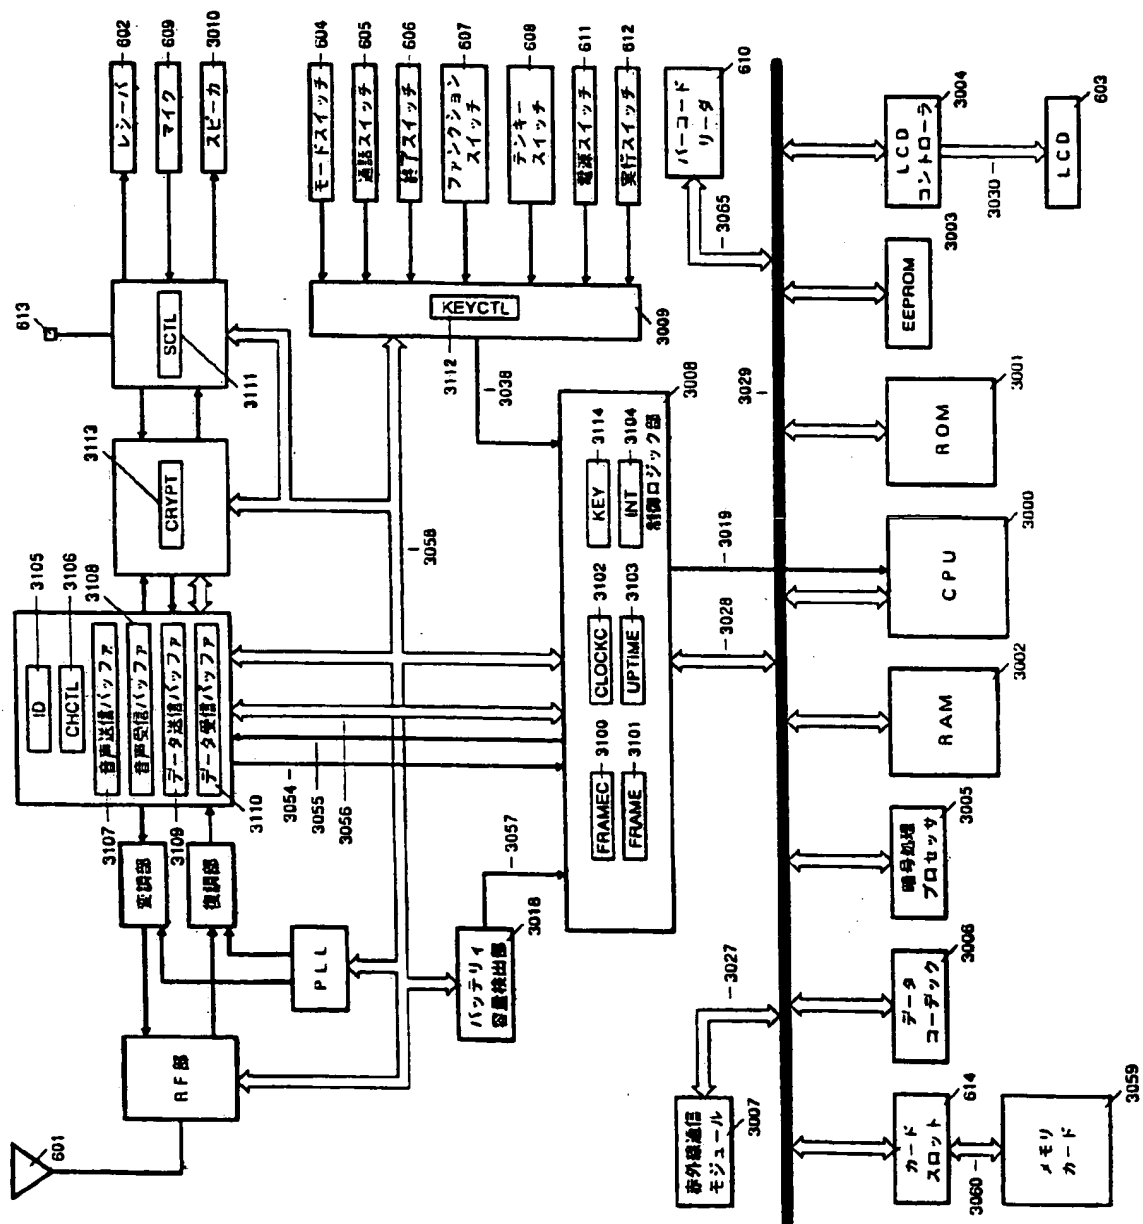 601
RF部
変調部
復調部
PLL
ID
3105
CHCTL
3106
3108
音声送信バッファ
3107
音声受信バッファ
データ送信バッファ
3109
データ受信バッファ
3110
3113
CRYPT
613
SCTL
3111
レシーバ
602
マイク
609
スピーカ
3010
モードスイッチ
604
通話スイッチ
605
終了スイッチ
606
ファンクション
スイッチ
607
テンキー
スイッチ
608
電源スイッチ
611
実行スイッチ
612
KEYCTL
3112
3009
3038
3058
3054
3055
3056
3057
バッテリィ
容量検出部
3018
FRAMEC
3100
CLOCKC
3102
KEY
3114
FRAME
3101
UPTIME
3103
INT
3104
制御ロジック部
3008
バーコード
リーダ
610
3065
赤外線通信
モジュール
3007
3027
3028
3019
3029
カード
スロット
614
3060
メモリ
カード
3059
データ
コーデック
3006
暗号処理
プロセッサ
3005
RAM
3002
CPU
3000
ROM
3001
EEPROM
3003
LCD
コントローラ
3004
3030
LCD
603